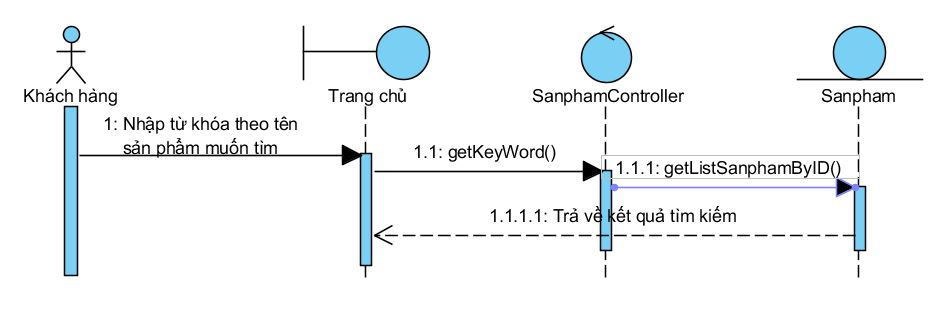 Khách hàng
Trang chủ
SanphamController
Sanpham
1: Nhập từ khóa theo tên
sản phẩm muốn tìm
1.1: getKeyWord()
1.1.1: getListSanphamByID()
1.1.1.1: Trả về kết quả tìm kiếm